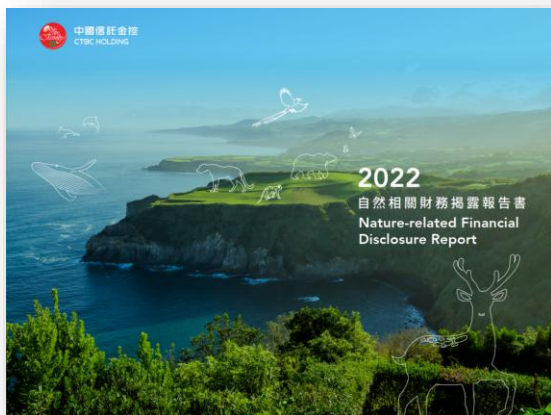 中國信託金控
CTBC HOLDING
2022
自然相關財務揭露報告書
Nature-related Financial
Disclosure Report